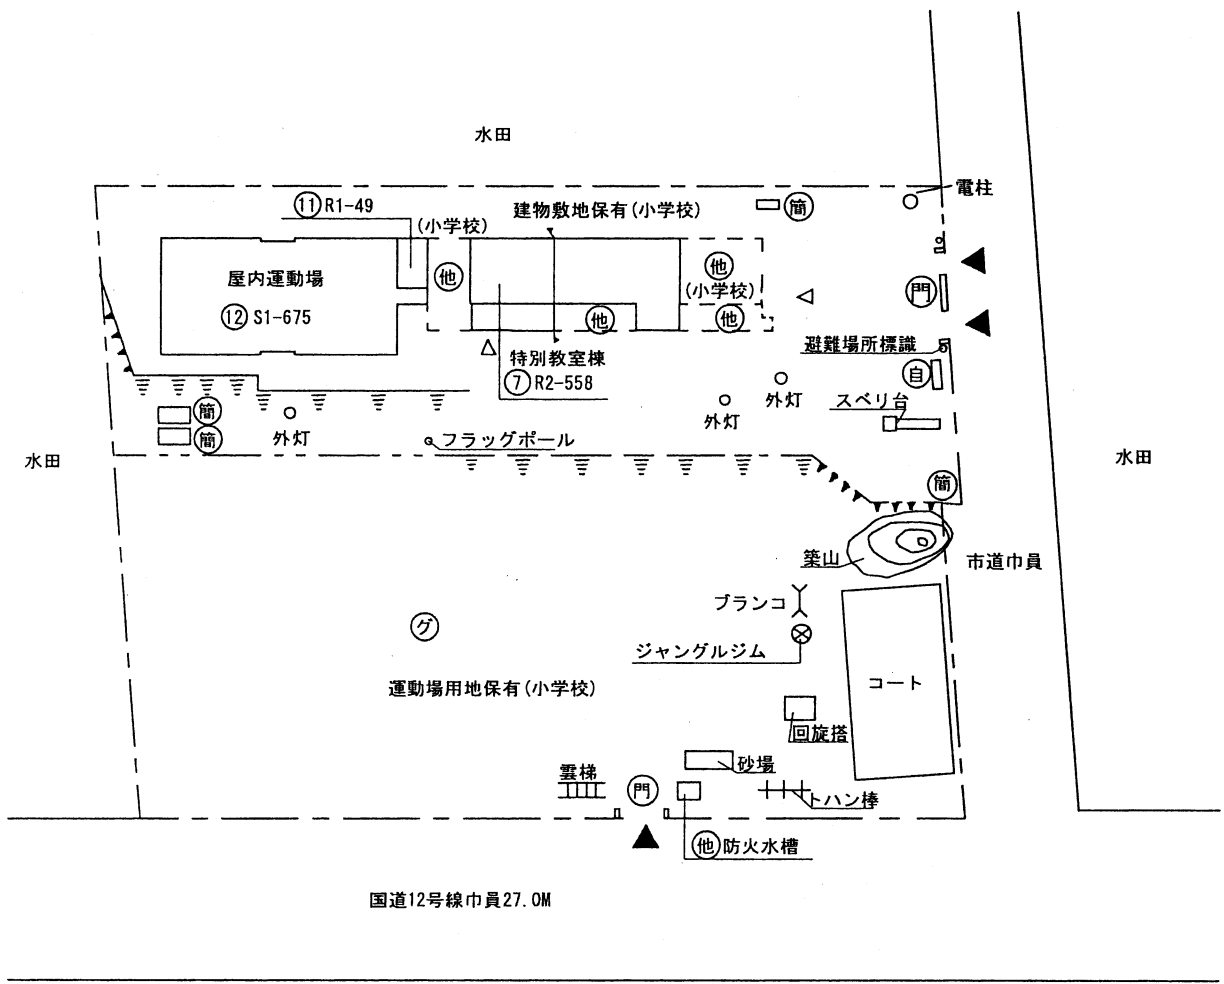 水田
電柱
⑪R1-49
(小学校)
建物敷地保有(小学校)
簡
屋内運動場
⑫ S1-675
他
他
(小学校)
他
他
門
避難場所標識
自
特別教室棟
⑦R2-558
スベリ台
外灯
外灯
簡
簡
外灯
フラッグポール
水田
水田
簡
築山
市道巾員
ブランコ
グ
ジャングルジム
運動場用地保有(小学校)
コート
回旋搭
砂場
雲梯
門
トハン棒
他防火水槽
国道12号線巾員27.0M